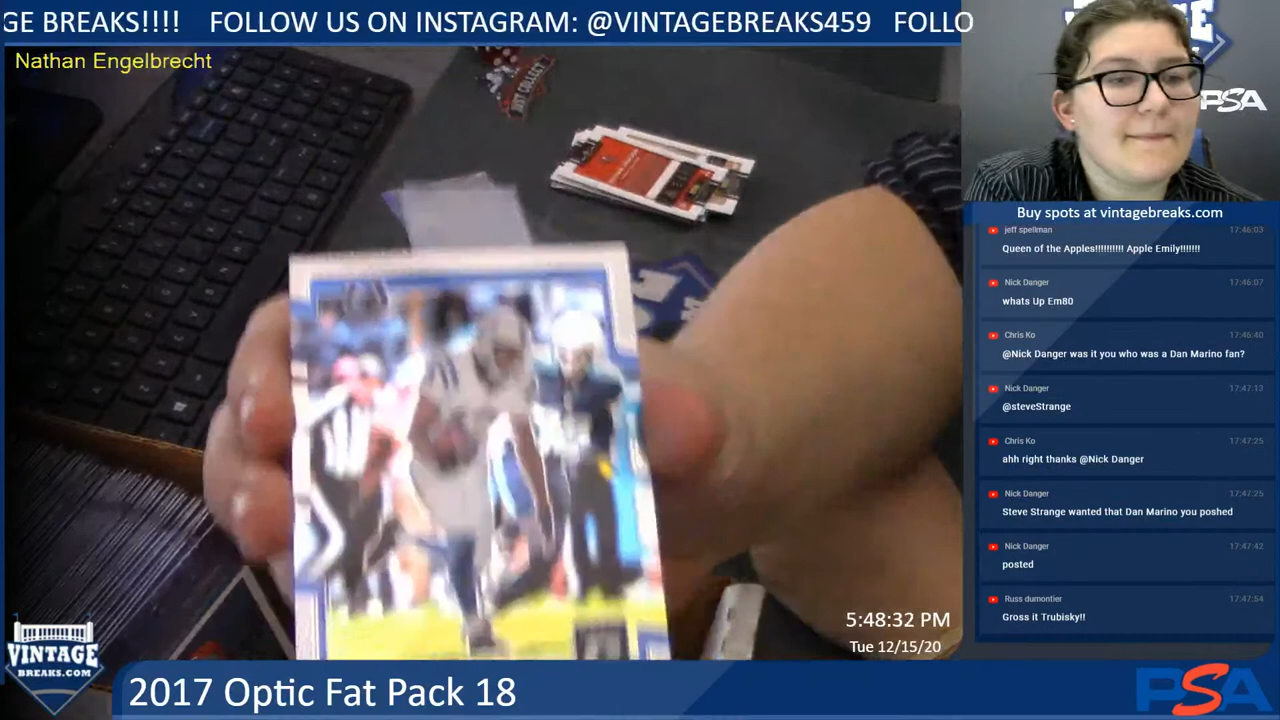 GE BREAKS!!!! FOLLOW US ON INSTAGRAM: @VINTAGEBREAKS459 FOLLO
Nathan Engelbrecht
JUST COLLECT
PSA
Buy spots at vintagebreaks.com
jeff spellman 17:46:03
Queen of the Apples!!!!!!!!!! Apple Emily!!!!!!!
Nick Danger 17:46:07
whats Up Em80
Chris Ko 17:46:40
@Nick Danger was it you who was a Dan Marino fan?
Nick Danger 17:47:13
@steveStrange
Chris Ko 17:47:25
ahh right thanks @Nick Danger
Nick Danger 17:47:25
Steve Strange wanted that Dan Marino you poshed
Nick Danger 17:47:42
posted
Russ dumontier 17:47:54
Gross it Trubisky!!
5:48:32 PM
Tue 12/15/20
VINTAGE
BREAKS.COM
2017 Optic Fat Pack 18
PSA